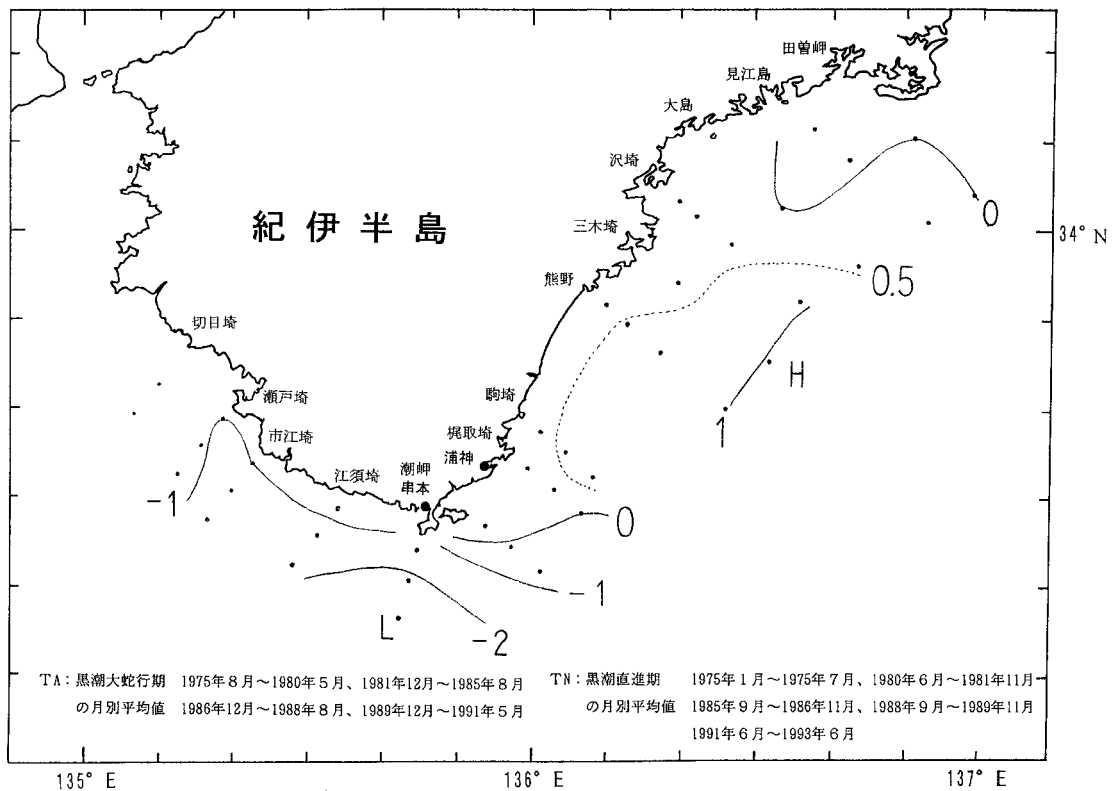 田曽岬
見江島
大島
沢埼
0
紀伊半島
三木埼
34° N
熊野
0.5
切目埼
H
瀬戸埼
駒埼
1
市江埼
梶取埼
浦神
江須埼
潮岬
串本
-1
0
-1
L
-2
TA：黒潮大蛇行期 1975年8月～1980年5月、1981年12月～1985年8月
の月別平均値 1986年12月～1988年8月、1989年12月～1991年5月
TN：黒潮直進期 1975年1月～1975年7月、1980年6月～1981年11月
の月別平均値 1985年9月～1986年11月、1988年9月～1989年11月
1991年6月～1993年6月
135° E
136° E
137° E